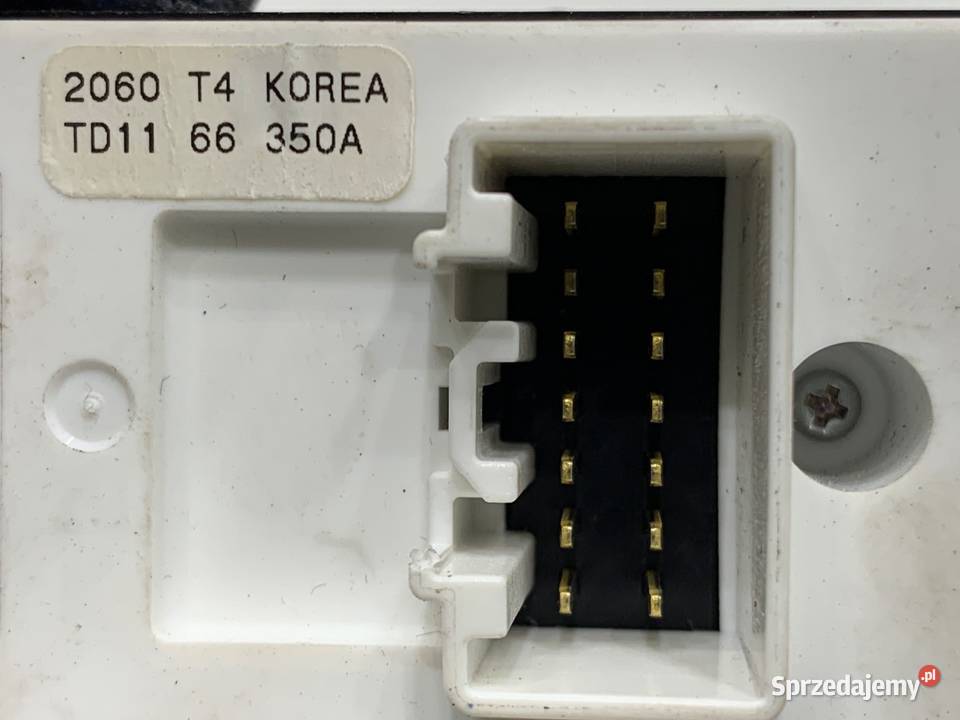 2060 T4 KOREA
TD11 66 350A
Sprzedajemy.pl